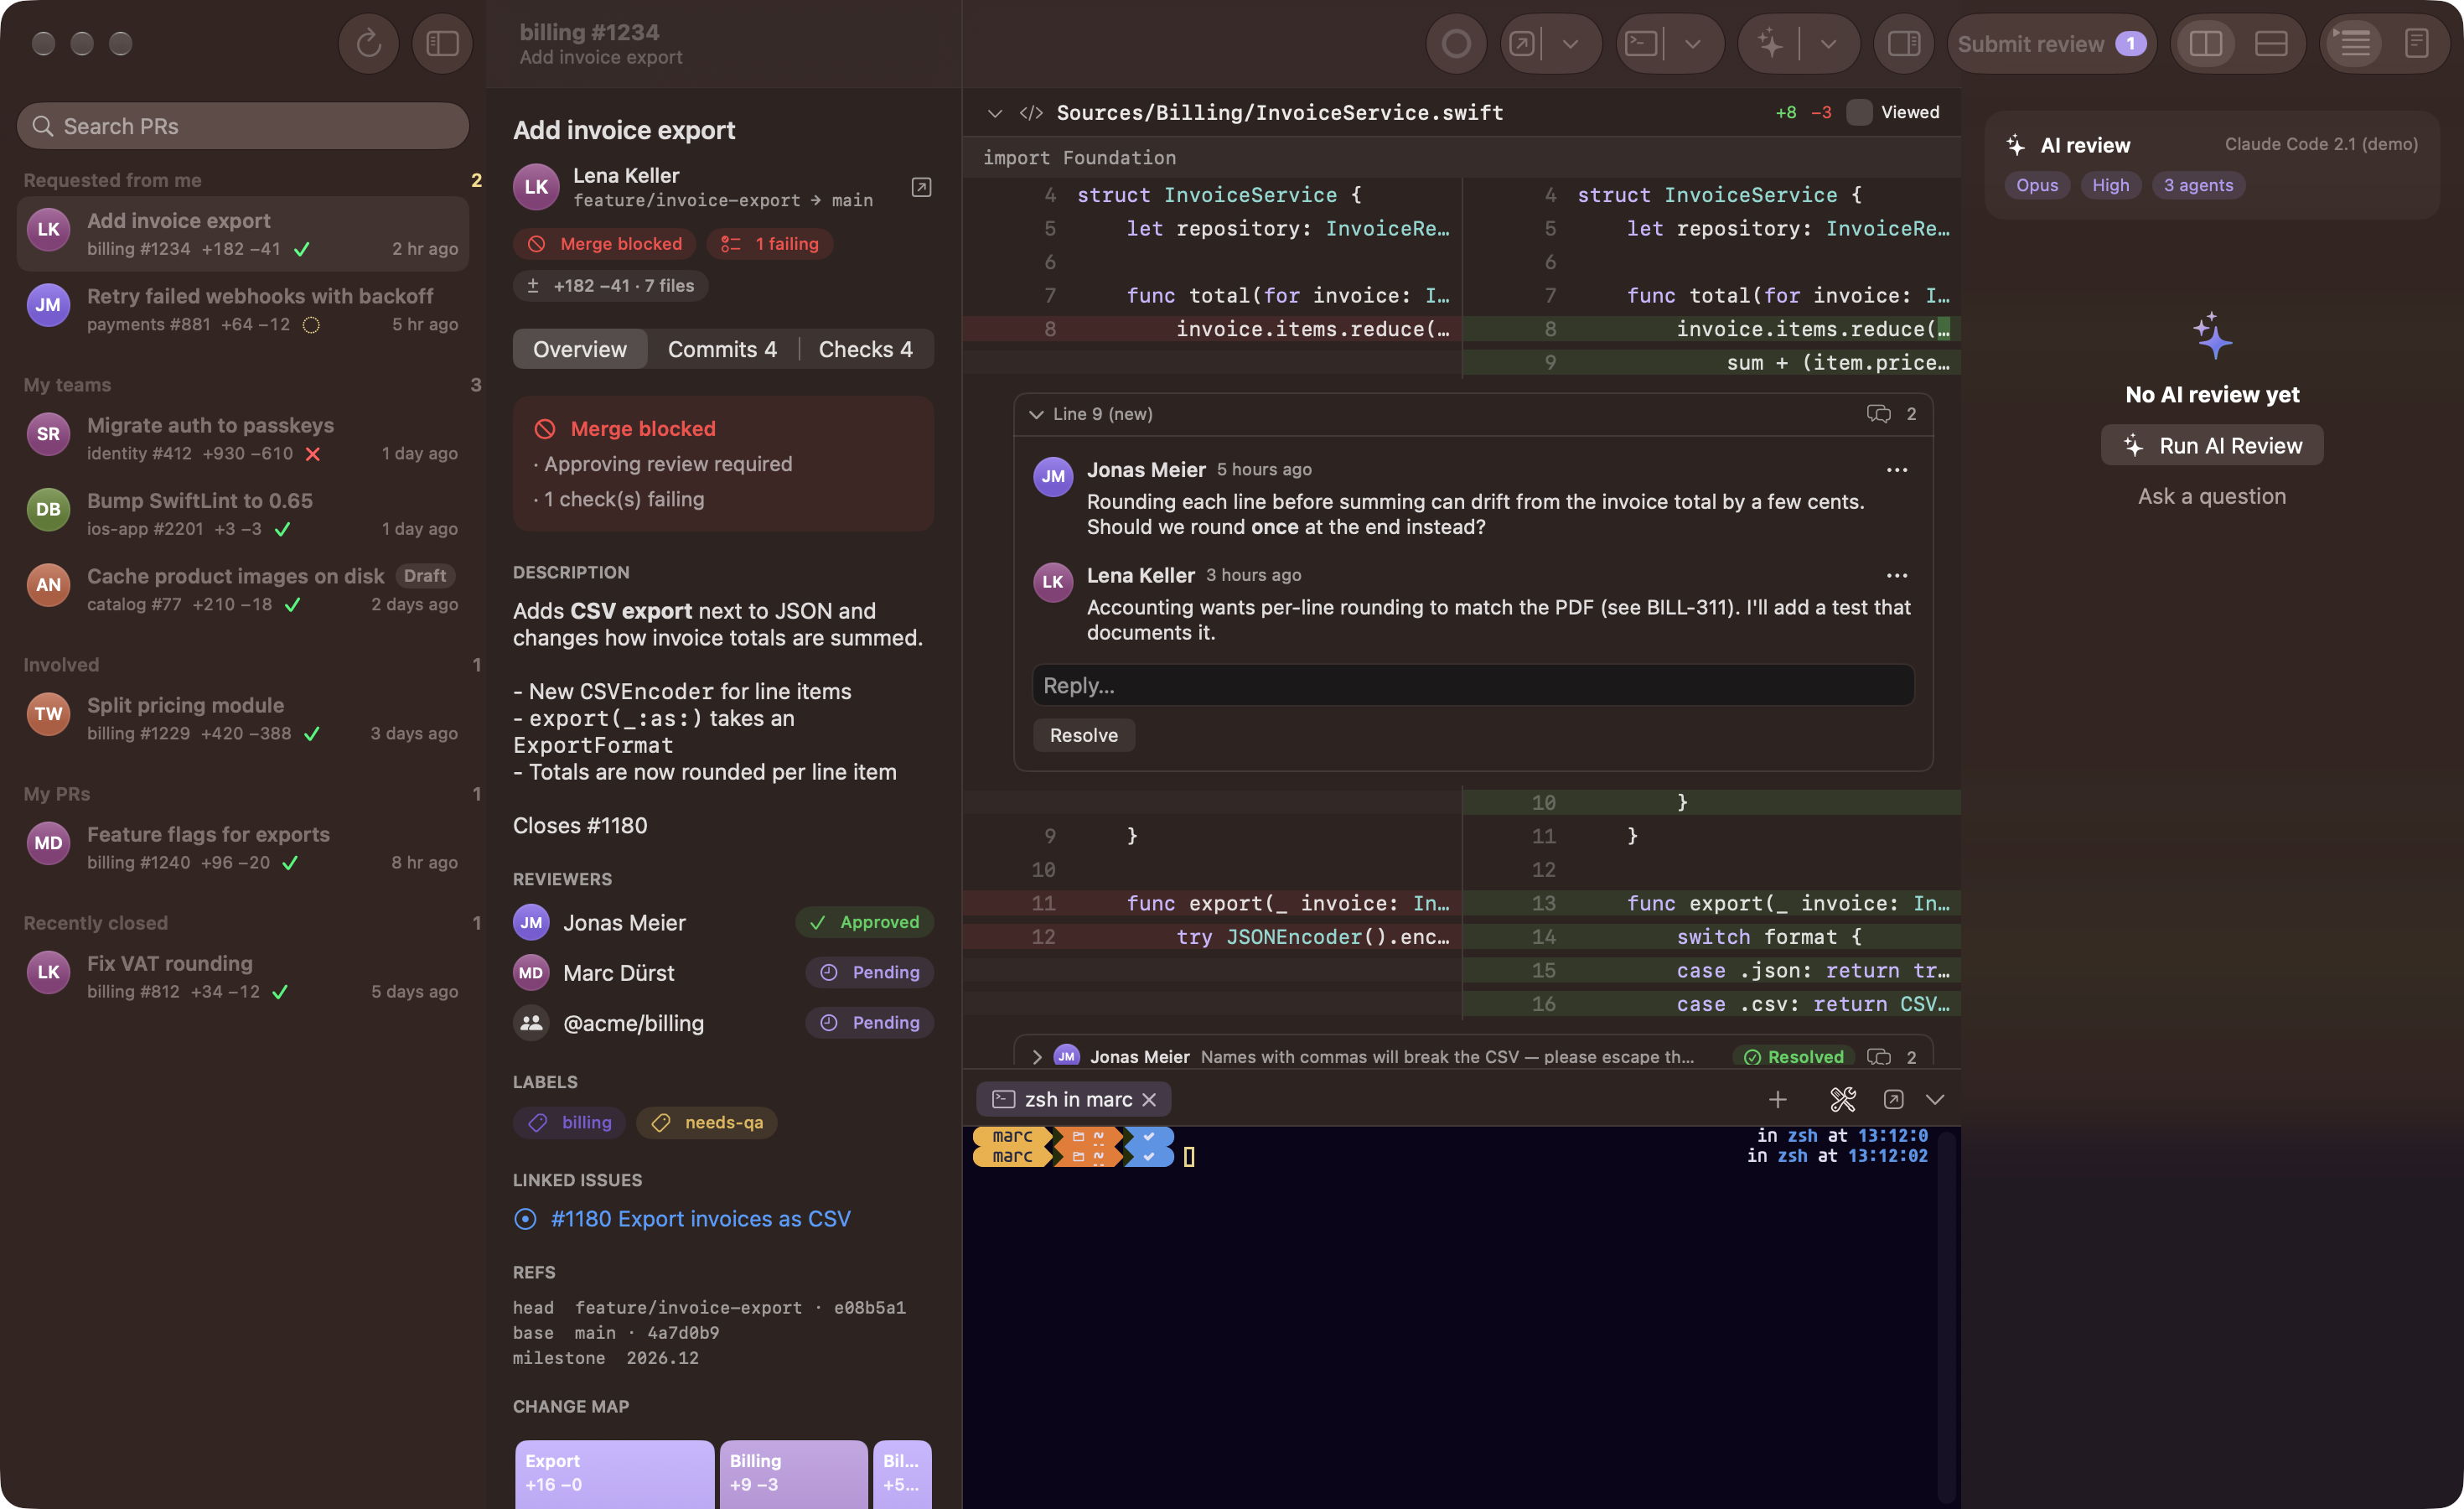 billing #1234
Add invoice export
Submit review 1
Search PRs
Requested from me 2
LK Add invoice export
billing #1234 +182 −41 2 hr ago
JM Retry failed webhooks with backoff
payments #881 +64 −12 5 hr ago
My teams 3
SR Migrate auth to passkeys
identity #412 +930 −610 1 day ago
DB Bump SwiftLint to 0.65
ios-app #2201 +3 −3 1 day ago
AN Cache product images on disk Draft
catalog #77 +210 −18 2 days ago
Involved 1
TW Split pricing module
billing #1229 +420 −388 3 days ago
My PRs 1
MD Feature flags for exports
billing #1240 +96 −20 8 hr ago
Recently closed 1
LK Fix VAT rounding
billing #812 +34 −12 5 days ago
Add invoice export
LK Lena Keller
feature/invoice-export → main
Merge blocked 1 failing
± +182 −41 · 7 files
Overview Commits 4 Checks 4
Merge blocked
· Approving review required
· 1 check(s) failing
DESCRIPTION
Adds CSV export next to JSON and
changes how invoice totals are summed.
- New CSVEncoder for line items
- export(_:as:) takes an
ExportFormat
- Totals are now rounded per line item
Closes #1180
REVIEWERS
JM Jonas Meier Approved
MD Marc Dürst Pending
@acme/billing Pending
LABELS
billing needs-qa
LINKED ISSUES
#1180 Export invoices as CSV
REFS
head feature/invoice-export · e08b5a1
base main · 4a7d0b9
milestone 2026.12
CHANGE MAP
Export Billing Bil...
+16 −0 +9 −3 +5...
</> Sources/Billing/InvoiceService.swift +8 −3 Viewed
import Foundation
4 struct InvoiceService { 4 struct InvoiceService {
5 let repository: InvoiceRe… 5 let repository: InvoiceRe…
6 6
7 func total(for invoice: I… 7 func total(for invoice: I…
8 invoice.items.reduce(… 8 invoice.items.reduce(…
9 sum + (item.price…
Line 9 (new) 2
JM Jonas Meier 5 hours ago
Rounding each line before summing can drift from the invoice total by a few cents.
Should we round once at the end instead?
LK Lena Keller 3 hours ago
Accounting wants per-line rounding to match the PDF (see BILL-311). I'll add a test that
documents it.
Reply...
Resolve
10 }
9 } 11 }
10 12
11 func export(_ invoice: In… 13 func export(_ invoice: In…
12 try JSONEncoder().enc… 14 switch format {
15 case .json: return tr…
16 case .csv: return CSV…
JM Jonas Meier Names with commas will break the CSV — please escape th... Resolved 2
zsh in marc
marc ~ in zsh at 13:12:0
marc ~ in zsh at 13:12:02
AI review Claude Code 2.1 (demo)
Opus High 3 agents
No AI review yet
Run AI Review
Ask a question